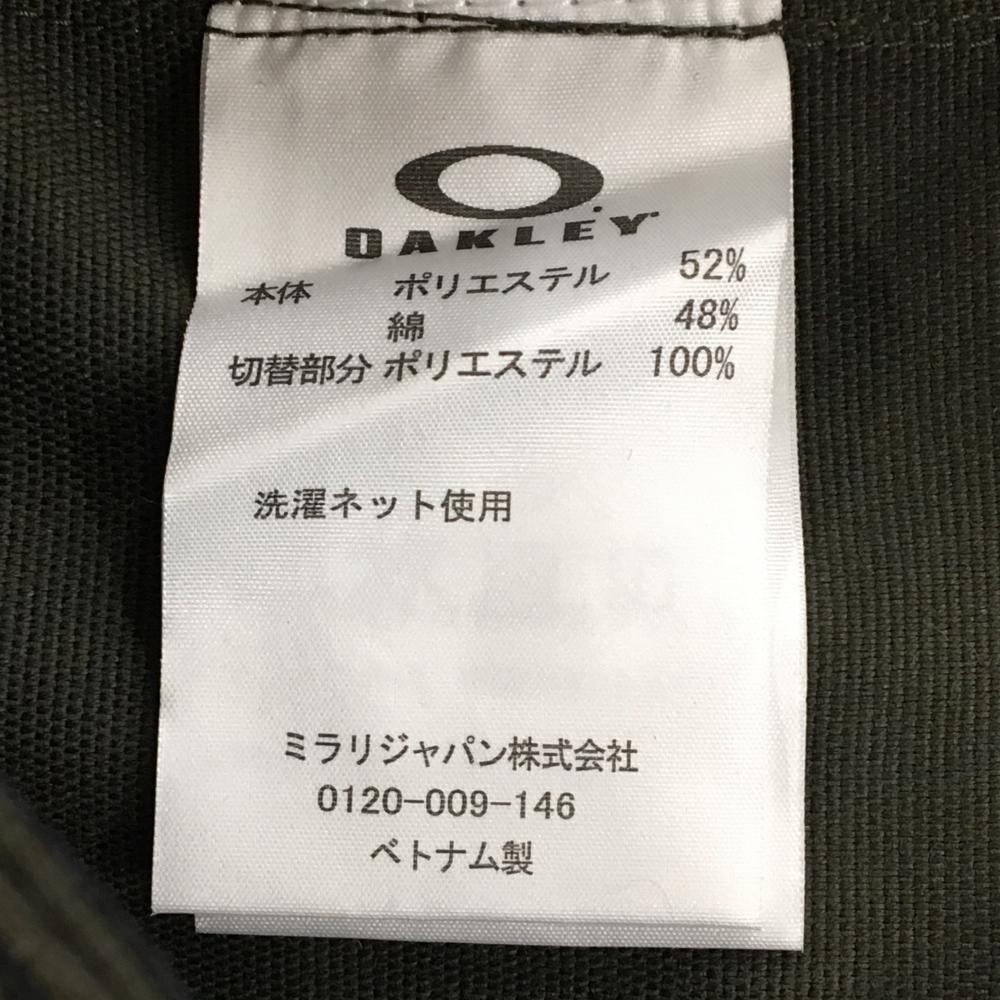 OAKLEY
本体 ポリエステル 52%
綿 48%
切替部分 ポリエステル 100%
洗濯ネット使用
ミラリジャパン株式会社
0120-009-146
ベトナム製